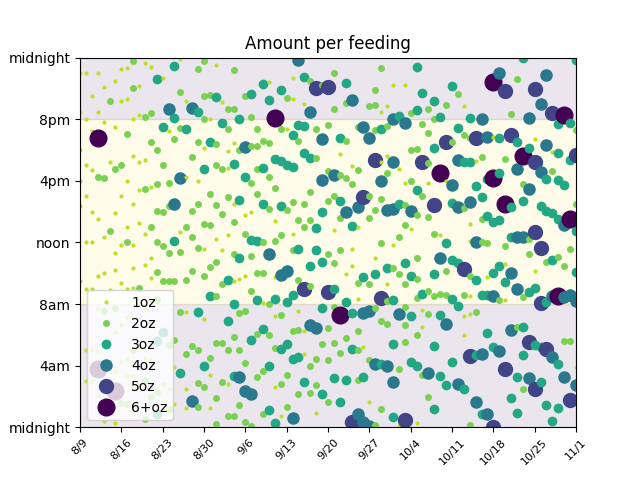 Amount per feeding
midnight
8pm
4pm
noon
8am
4am
midnight
1oz
2oz
3oz
4oz
5oz
6+oz
8/9 8/16 8/23 8/30 9/6 9/13 9/20 9/27 10/4 10/11 10/18 10/25 11/1